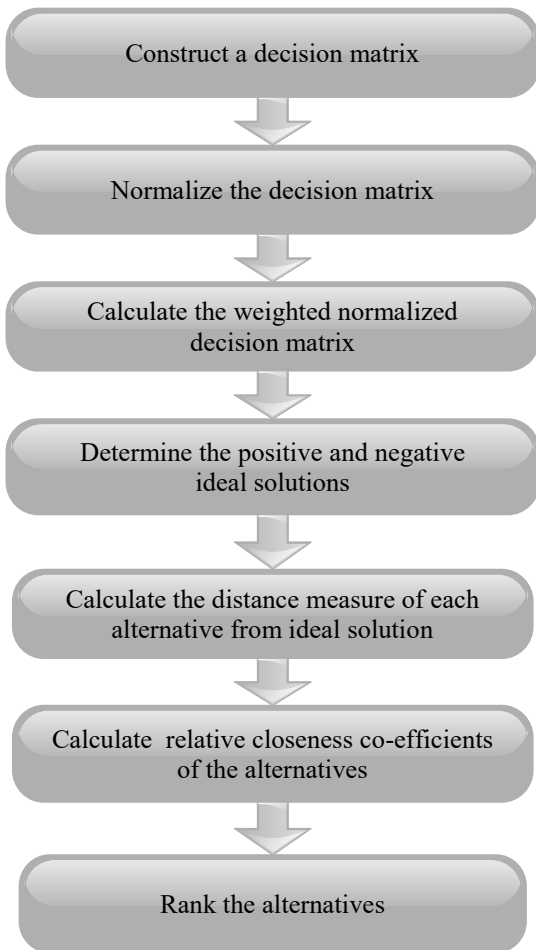 Construct a decision matrix
Normalize the decision matrix
Calculate the weighted normalized
decision matrix
Determine the positive and negative
ideal solutions
Calculate the distance measure of each
alternative from ideal solution
Calculate  relative closeness co-efficients
of the alternatives
Rank the alternatives